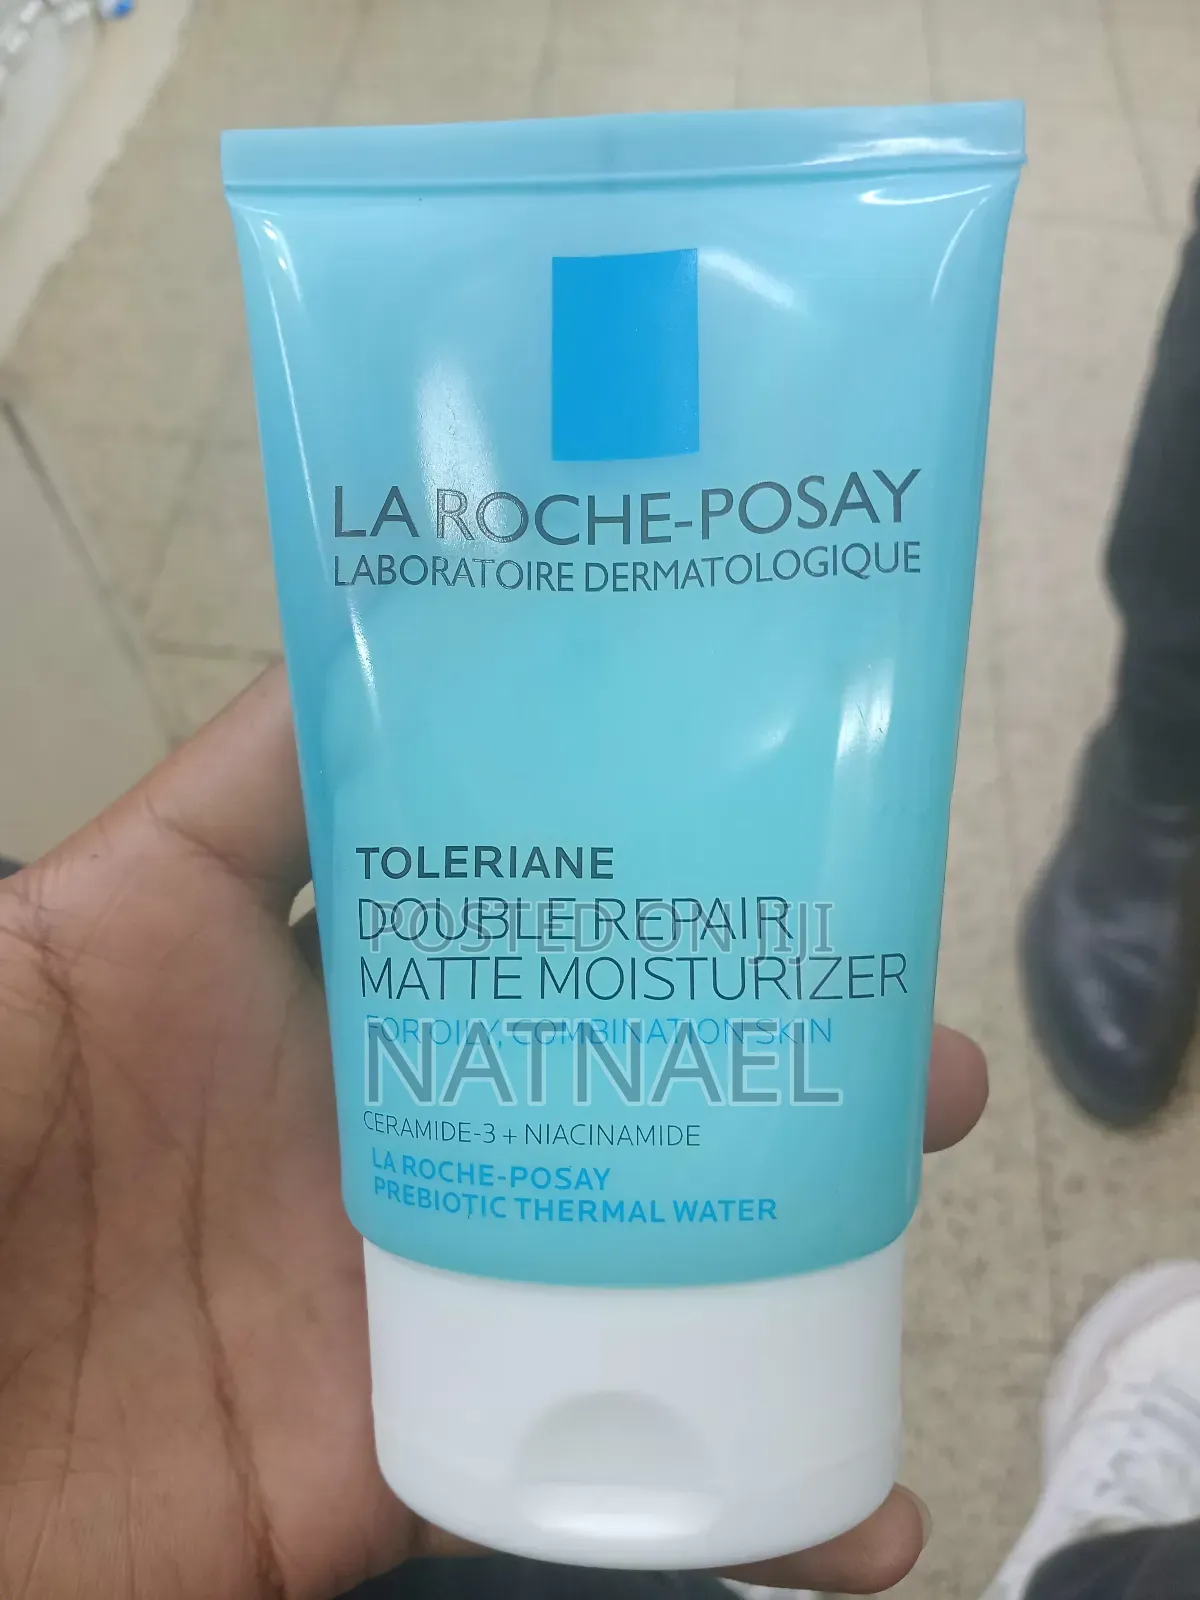 LA ROCHE-POSAY
LABORATOIRE DERMATOLOGIQUE
TOLERIANE
DOUBLE REPAIR
POSTED ON JIJI
MATTE MOISTURIZER
FOR OILY, COMBINATION SKIN
NATNAEL
CERAMIDE-3 + NIACINAMIDE
LA ROCHE-POSAY
PREBIOTIC THERMAL WATER